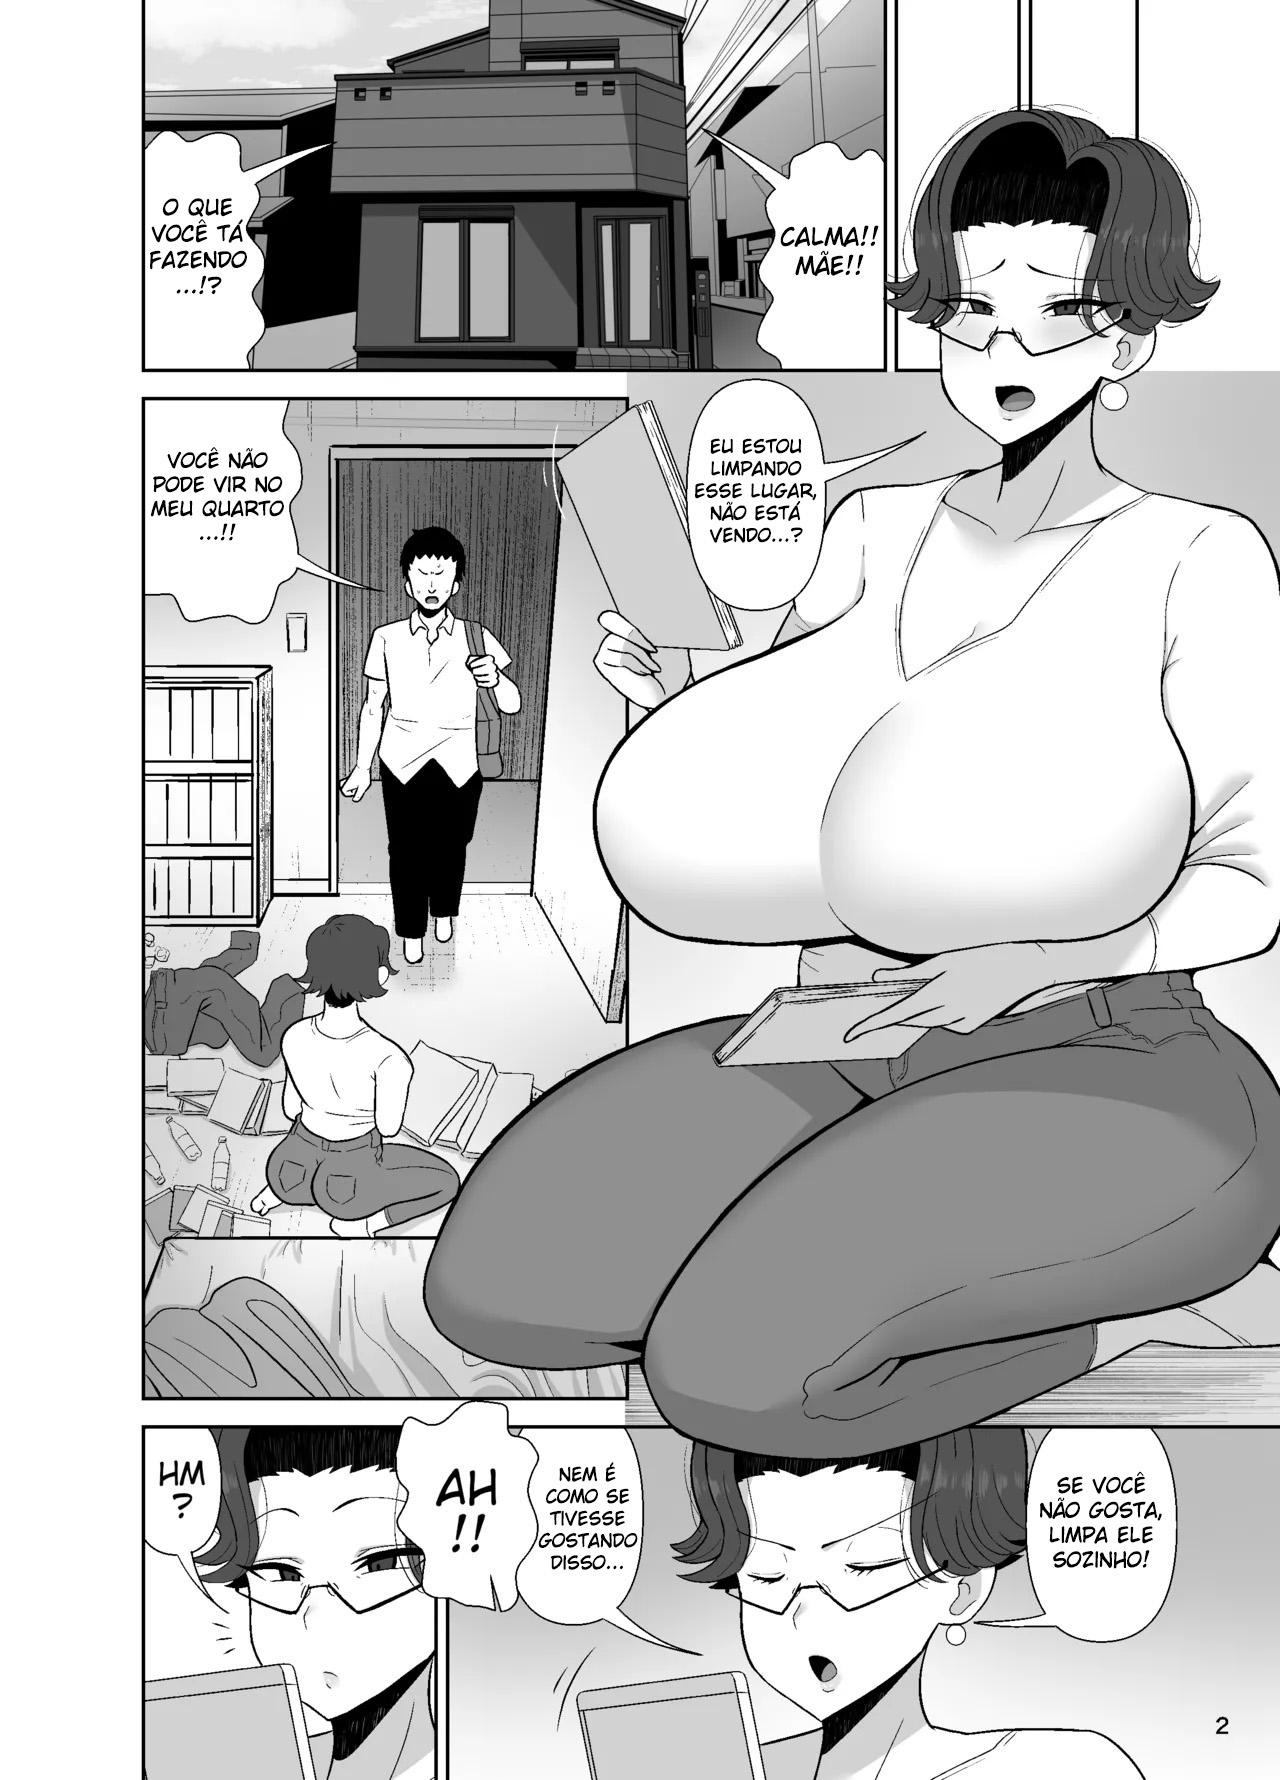 CALMA!!
MÃE!!
O QUE
VOCÊ TÁ
FAZENDO
...!?
EU ESTOU
LIMPANDO
ESSE LUGAR,
NÃO ESTÁ
VENDO...?
VOCÊ NÃO
PODE VIR NO
MEU QUARTO
...!!
SE VOCÊ
NÃO GOSTA,
LIMPA ELE
SOZINHO!
NEM É
COMO SE
TIVESSE
GOSTANDO
DISSO...
AH
!!
HM
?
2